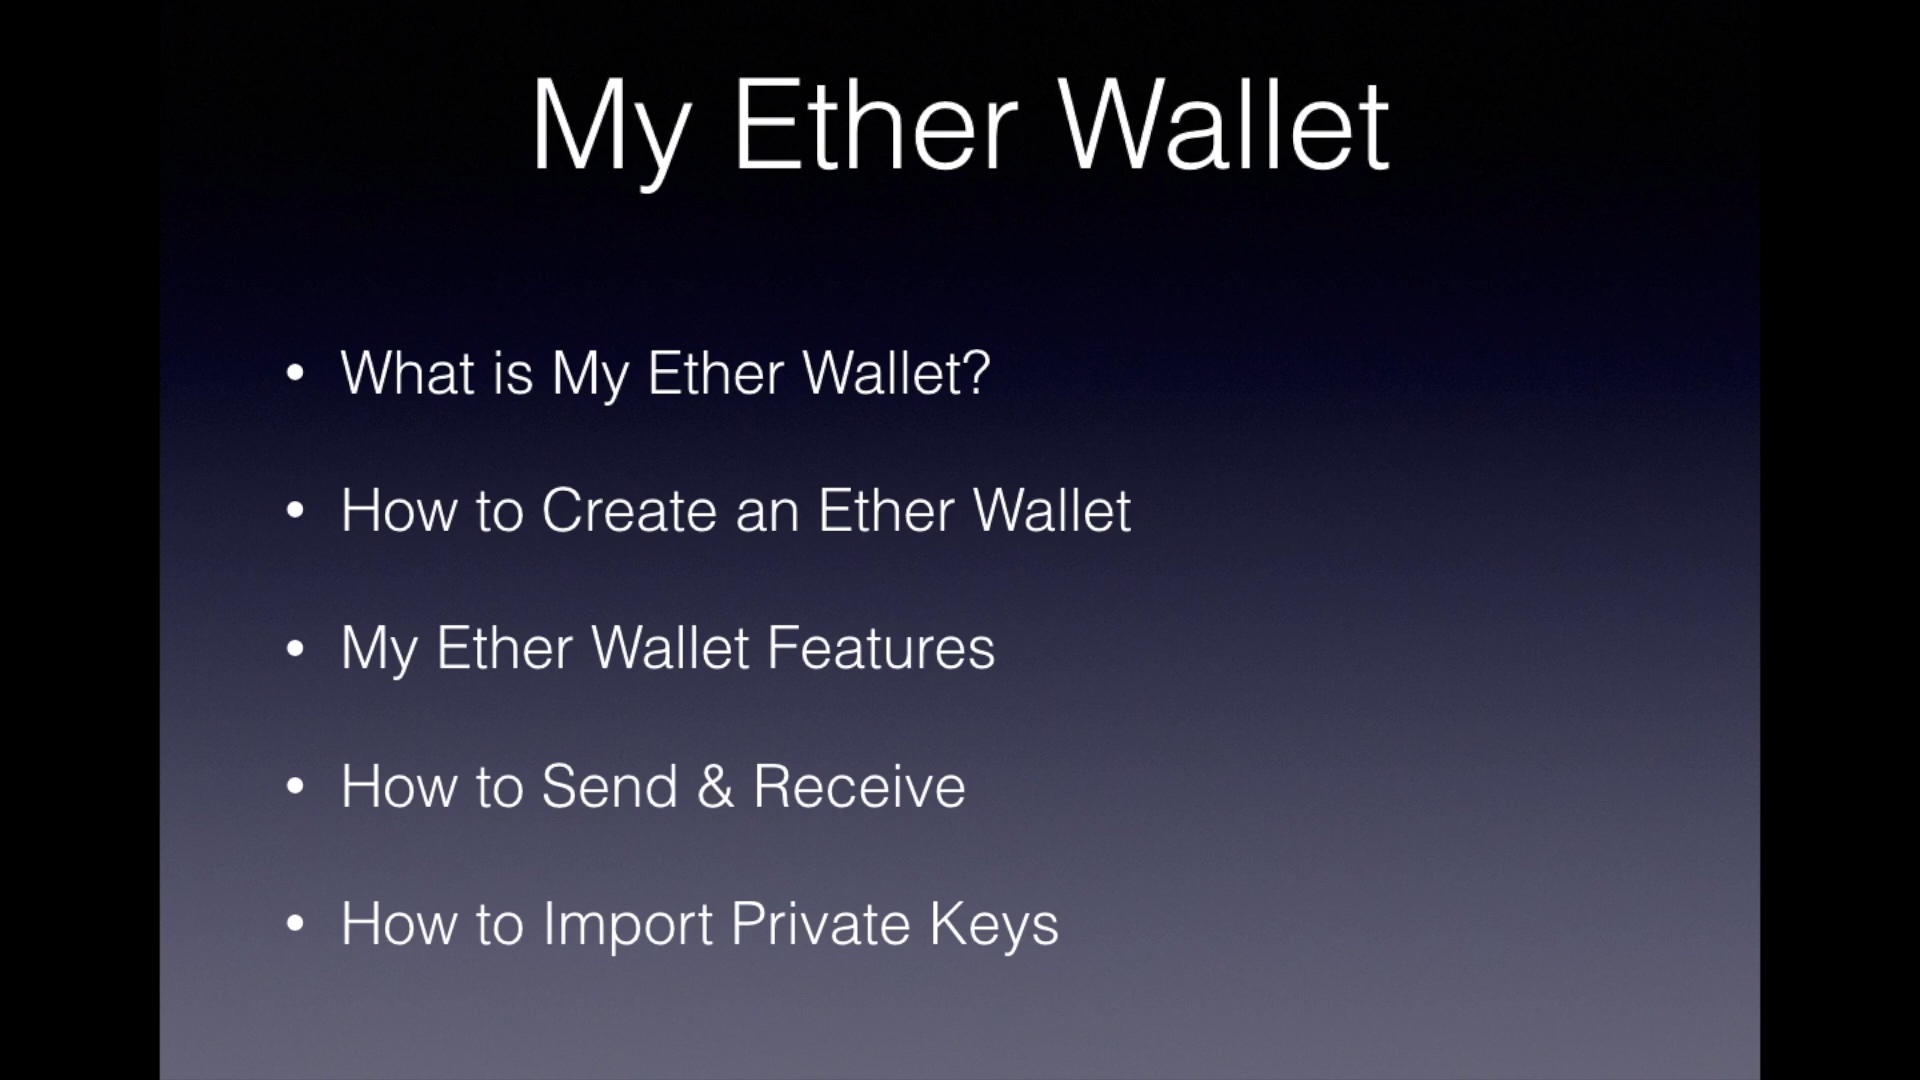 My Ether Wallet
• What is My Ether Wallet?
• How to Create an Ether Wallet
• My Ether Wallet Features
• How to Send & Receive
• How to Import Private Keys